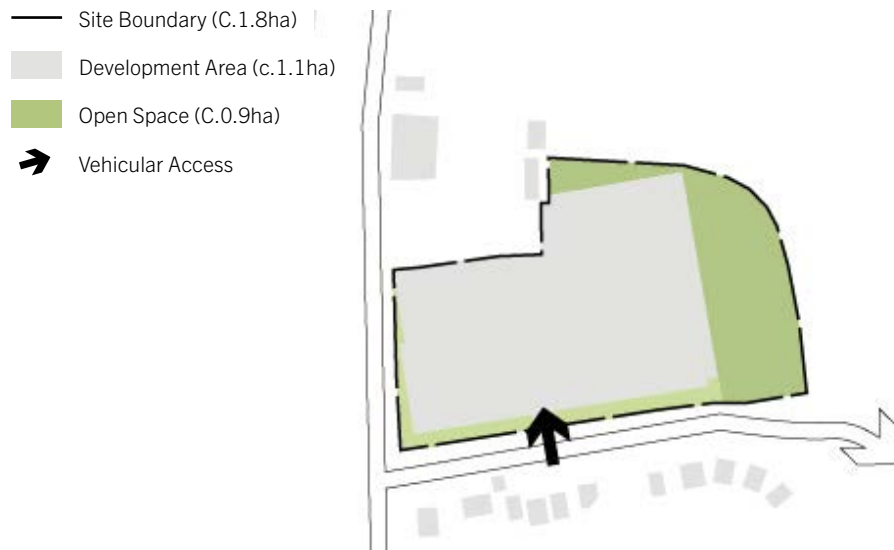 Site Boundary (C.1.8ha)
Development Area (c.1.1ha)
Open Space (C.0.9ha)
Vehicular Access